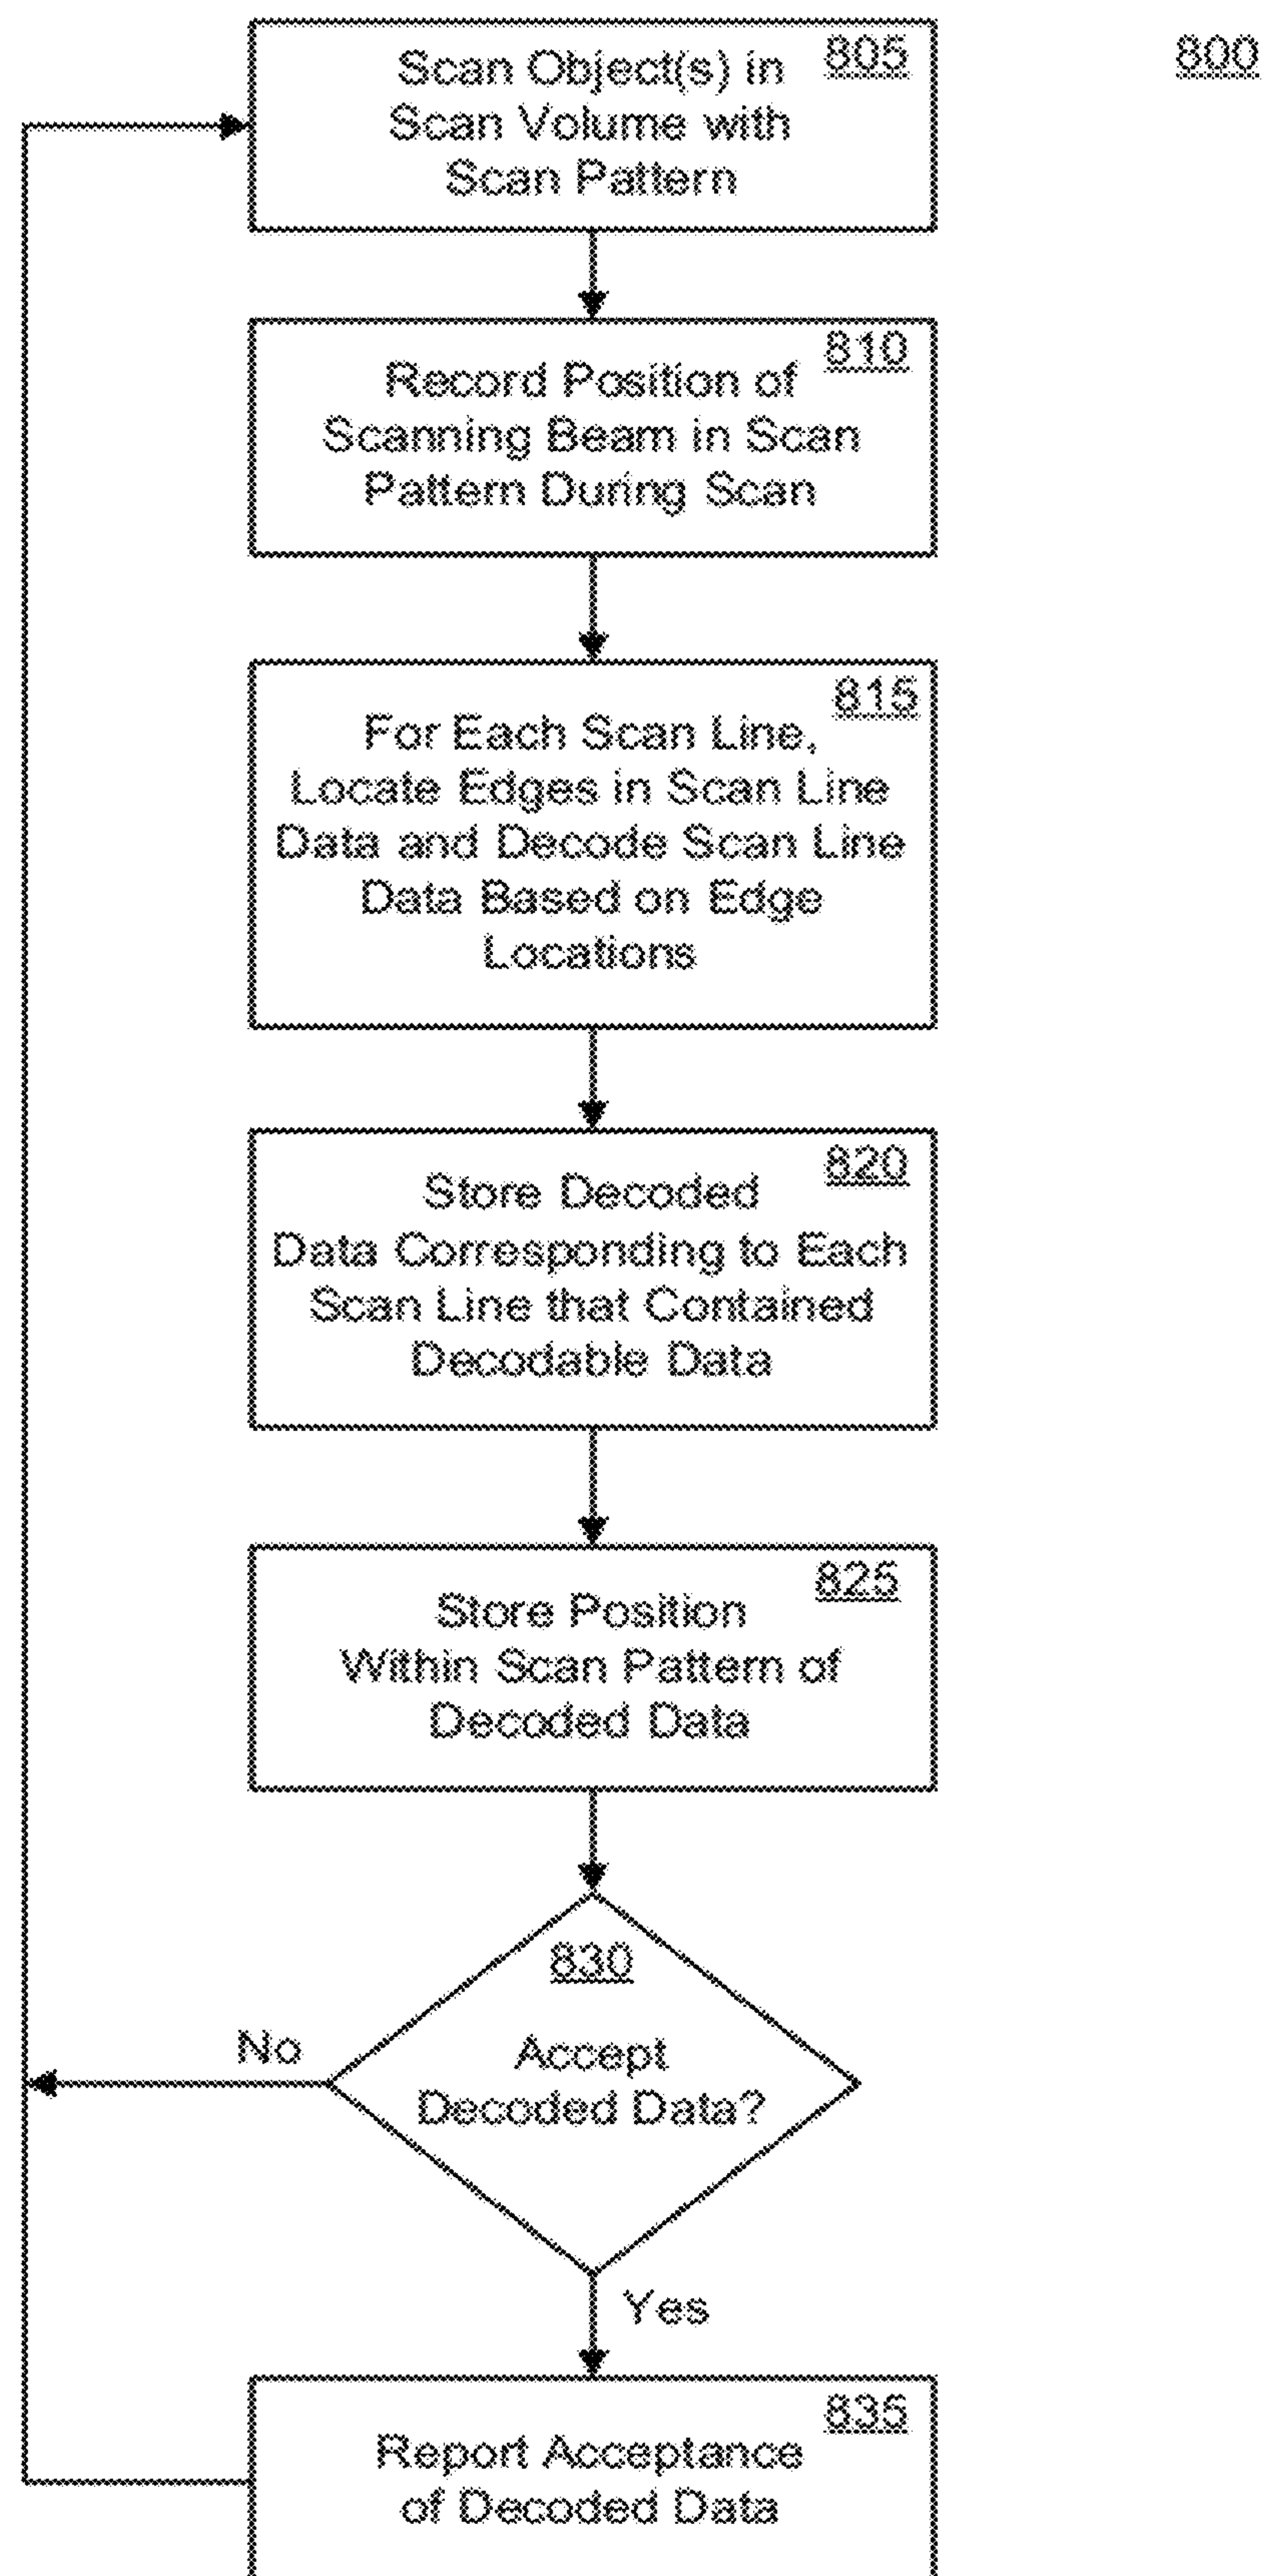 800
805
Scan Object(s) in
Scan Volume with
Scan Pattern
810
Record Position of
Scanning Beam in Scan
Pattern During Scan
815
For Each Scan Line,
Locate Edges in Scan Line
Data and Decode Scan Line
Data Based on Edge
Locations
820
Store Decoded
Data Corresponding to Each
Scan Line that Contained
Decodable Data
825
Store Position
Within Scan Pattern of
Decoded Data
830
Accept
Decoded Data?
No
Yes
835
Report Acceptance
of Decoded Data